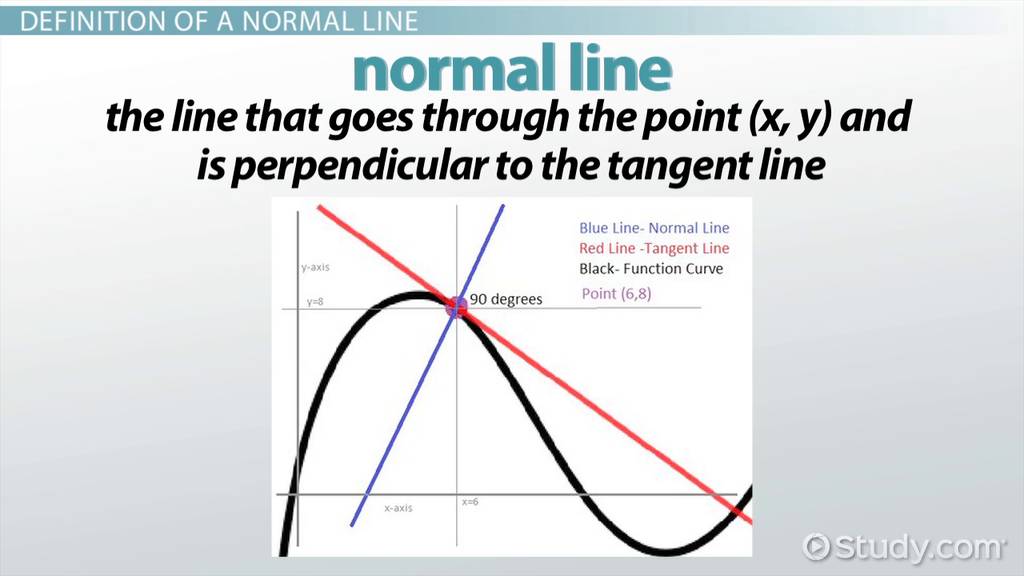 DEFINITION OF A NORMAL LINE
normal line
the line that goes through the point (x, y) and
is perpendicular to the tangent line
Blue Line- Normal Line
Red Line -Tangent Line
Black- Function Curve
Point (6,8)
y-axis
y=8
90 degrees
x=6
x-axis
Study.com